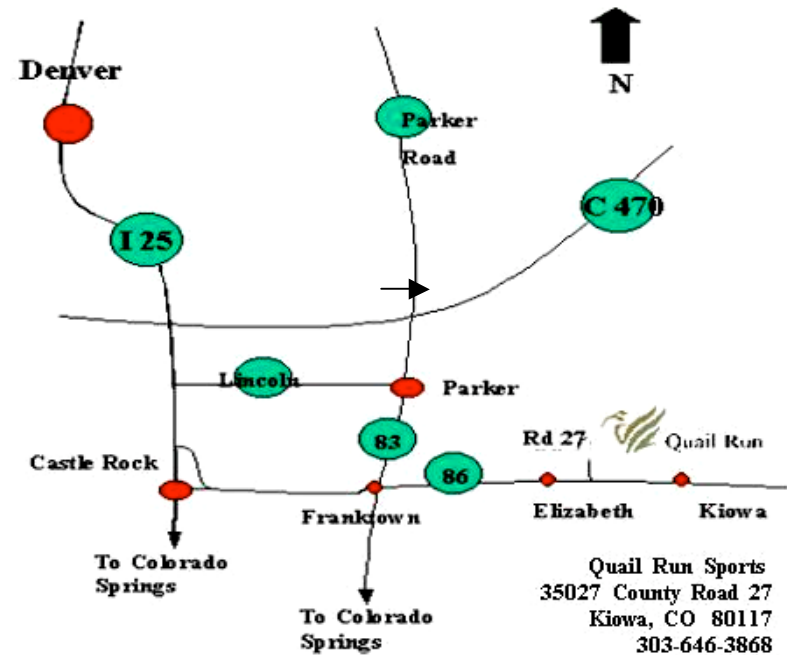 Denver
N
Parker
Road
C 470
I 25
Lincoln
Parker
83
Rd 27
Quail Run
Castle Rock
86
Franktown
Elizabeth
Kiowa
To Colorado
Springs
To Colorado
Springs
Quail Run Sports
35027 County Road 27
Kiowa, CO 80117
303-646-3868